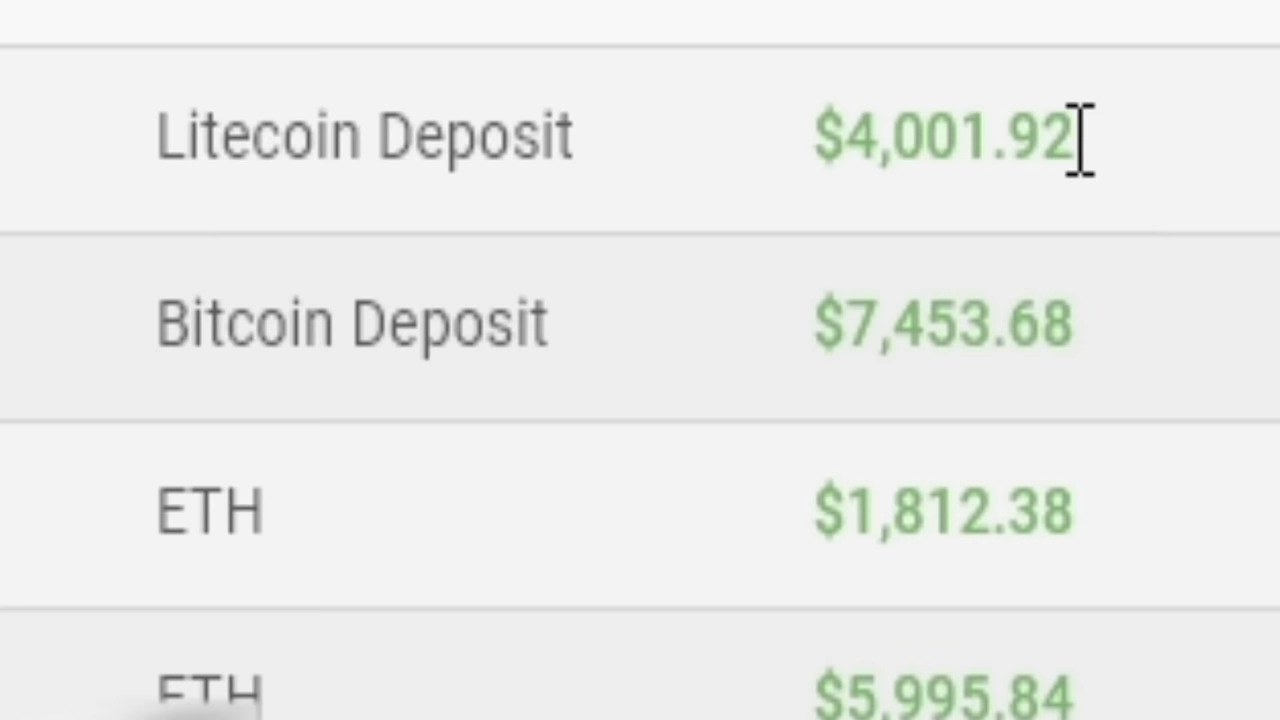 Litecoin Deposit $4,001.92
Bitcoin Deposit $7,453.68
ETH $1,812.38
ETH $5,995.84